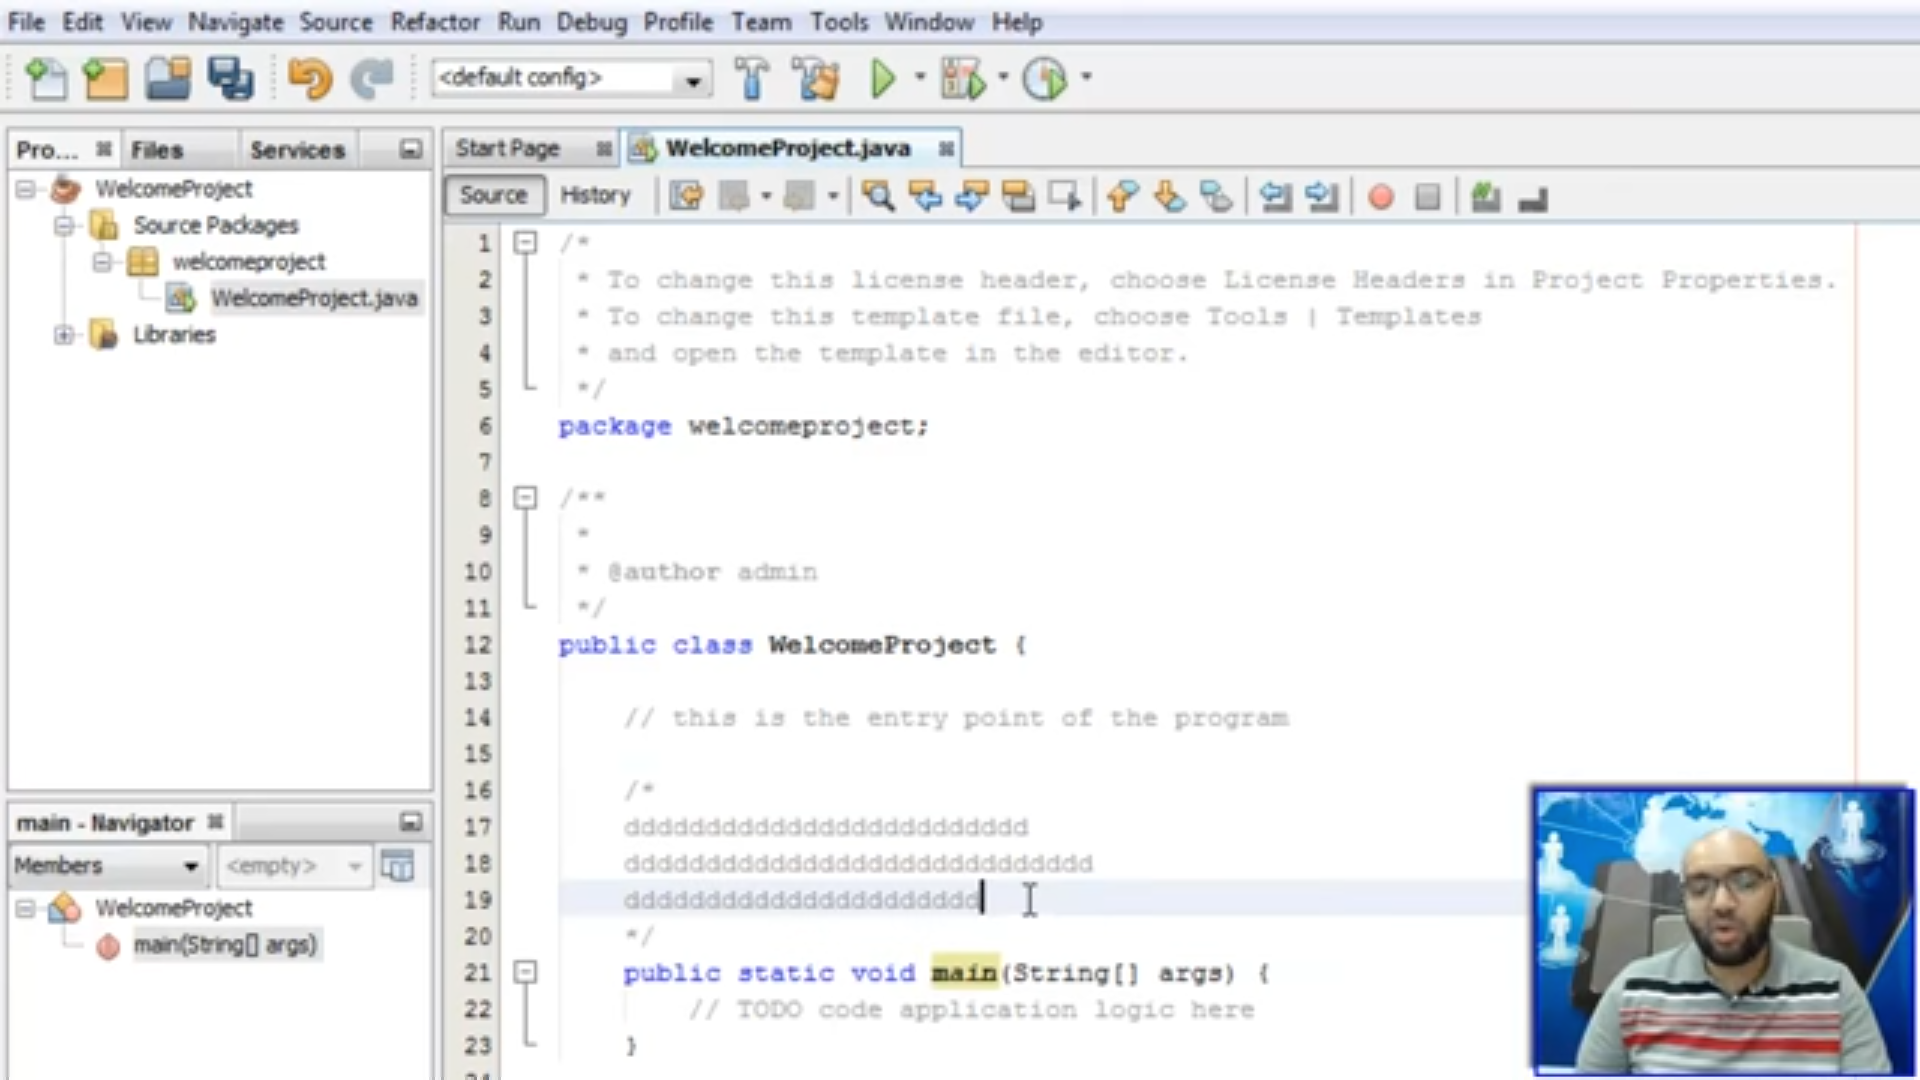 File Edit View Navigate Source Refactor Run Debug Profile Team Tools Window Help
<default config>
Pro... Files Services
WelcomeProject
Source Packages
welcomeproject
WelcomeProject.java
Libraries
main - Navigator
Members <empty>
WelcomeProject
main(String[] args)
Start Page WelcomeProject.java
Source History
1 /*
2 * To change this license header, choose License Headers in Project Properties.
3 * To change this template file, choose Tools | Templates
4 * and open the template in the editor.
5 */
6 package welcomeproject;
7
8 /**
9 *
10 * @author admin
11 */
12 public class WelcomeProject {
13
14 // this is the entry point of the program
15
16 /*
17 ddddddddddddddddddddddddd
18 ddddddddddddddddddddddddddddd
19 dddddddddddddddddddddd
20 */
21 public static void main(String[] args) {
22 // TODO code application logic here
23 }